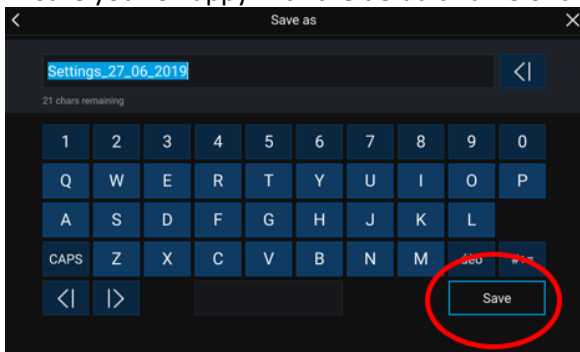 Save as
Settings_27_06_2019
21 chars remaining
1 2 3 4 5 6 7 8 9 0
Q W E R T Y U I O P
A S D F G H J K L
CAPS Z X C V B N M
Save